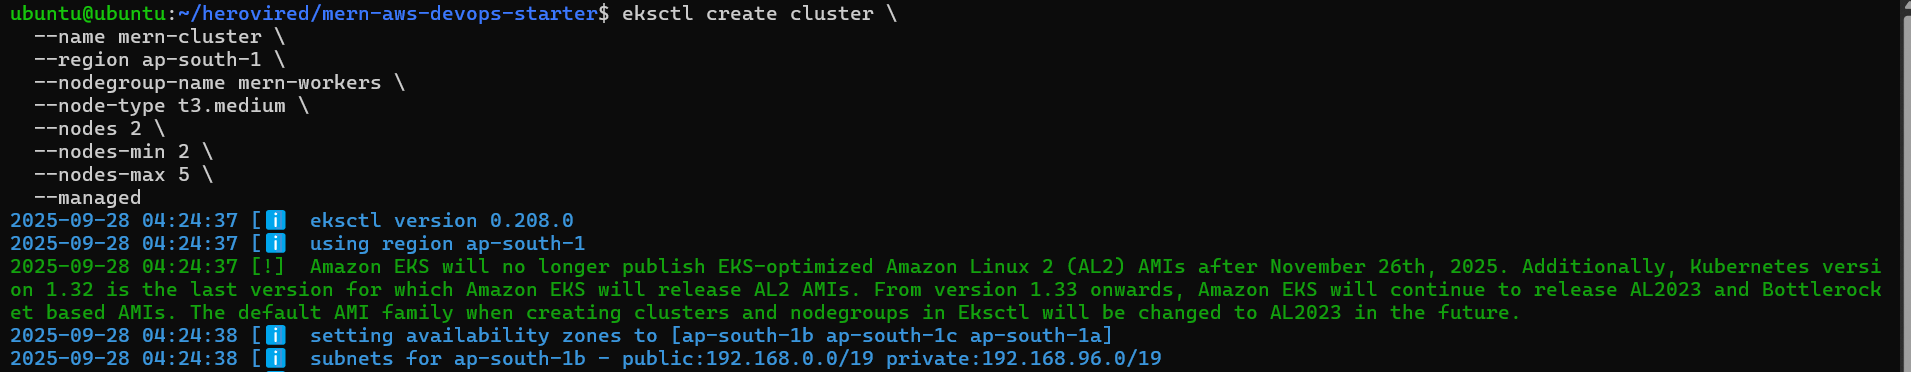 ubuntu@ubuntu:~/herovired/mern-aws-devops-starter$ eksctl create cluster \
  --name mern-cluster \
  --region ap-south-1 \
  --nodegroup-name mern-workers \
  --node-type t3.medium \
  --nodes 2 \
  --nodes-min 2 \
  --nodes-max 5 \
  --managed
2025-09-28 04:24:37 [ℹ]  eksctl version 0.208.0
2025-09-28 04:24:37 [ℹ]  using region ap-south-1
2025-09-28 04:24:37 [!]  Amazon EKS will no longer publish EKS-optimized Amazon Linux 2 (AL2) AMIs after November 26th, 2025. Additionally, Kubernetes versi
on 1.32 is the last version for which Amazon EKS will release AL2 AMIs. From version 1.33 onwards, Amazon EKS will continue to release AL2023 and Bottlerock
et based AMIs. The default AMI family when creating clusters and nodegroups in Eksctl will be changed to AL2023 in the future.
2025-09-28 04:24:38 [ℹ]  setting availability zones to [ap-south-1b ap-south-1c ap-south-1a]
2025-09-28 04:24:38 [ℹ]  subnets for ap-south-1b - public:192.168.0.0/19 private:192.168.96.0/19